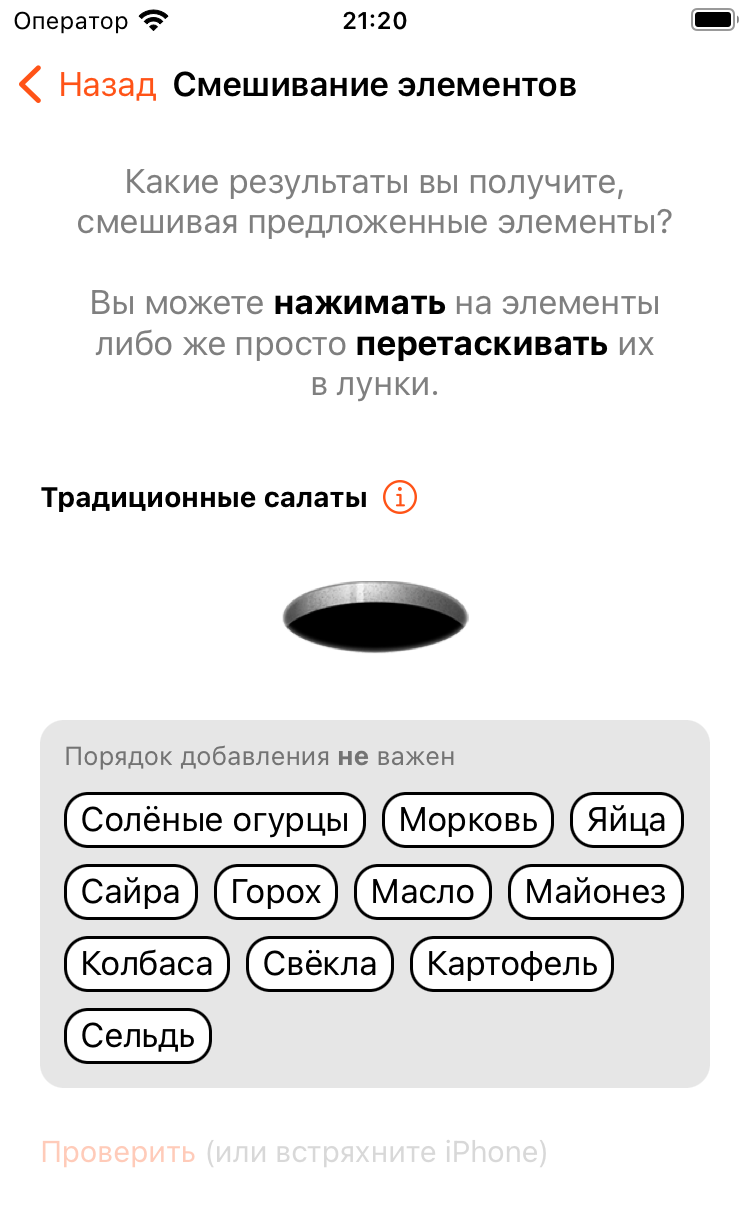 Оператор 21:20
Назад Смешивание элементов
Какие результаты вы получите,
смешивая предложенные элементы?
Вы можете нажимать на элементы
либо же просто перетаскивать их
в лунки.
Традиционные салаты
Порядок добавления не важен
Солёные огурцы Морковь Яйца
Сайра Горох Масло Майонез
Колбаса Свёкла Картофель
Сельдь
Проверить (или встряхните iPhone)